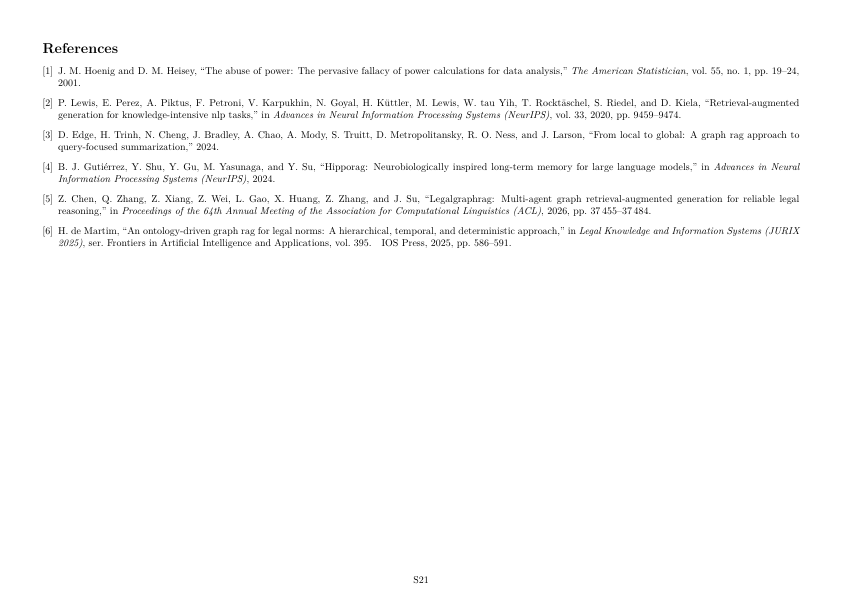 References
[1] J. M. Hoenig and D. M. Heisey, “The abuse of power: The pervasive fallacy of power calculations for data analysis,” The American Statistician, vol. 55, no. 1, pp. 19–24,
2001.
[2] P. Lewis, E. Perez, A. Piktus, F. Petroni, V. Karpukhin, N. Goyal, H. Küttler, M. Lewis, W. tau Yih, T. Rocktäschel, S. Riedel, and D. Kiela, “Retrieval-augmented
generation for knowledge-intensive nlp tasks,” in Advances in Neural Information Processing Systems (NeurIPS), vol. 33, 2020, pp. 9459–9474.
[3] D. Edge, H. Trinh, N. Cheng, J. Bradley, A. Chao, A. Mody, S. Truitt, D. Metropolitansky, R. O. Ness, and J. Larson, “From local to global: A graph rag approach to
query-focused summarization,” 2024.
[4] B. J. Gutiérrez, Y. Shu, Y. Gu, M. Yasunaga, and Y. Su, “Hipporag: Neurobiologically inspired long-term memory for large language models,” in Advances in Neural
Information Processing Systems (NeurIPS), 2024.
[5] Z. Chen, Q. Zhang, Z. Xiang, Z. Wei, L. Gao, X. Huang, Z. Zhang, and J. Su, “Legalgraphrag: Multi-agent graph retrieval-augmented generation for reliable legal
reasoning,” in Proceedings of the 64th Annual Meeting of the Association for Computational Linguistics (ACL), 2026, pp. 37 455–37 484.
[6] H. de Martim, “An ontology-driven graph rag for legal norms: A hierarchical, temporal, and deterministic approach,” in Legal Knowledge and Information Systems (JURIX
2025), ser. Frontiers in Artificial Intelligence and Applications, vol. 395. IOS Press, 2025, pp. 586–591.
S21